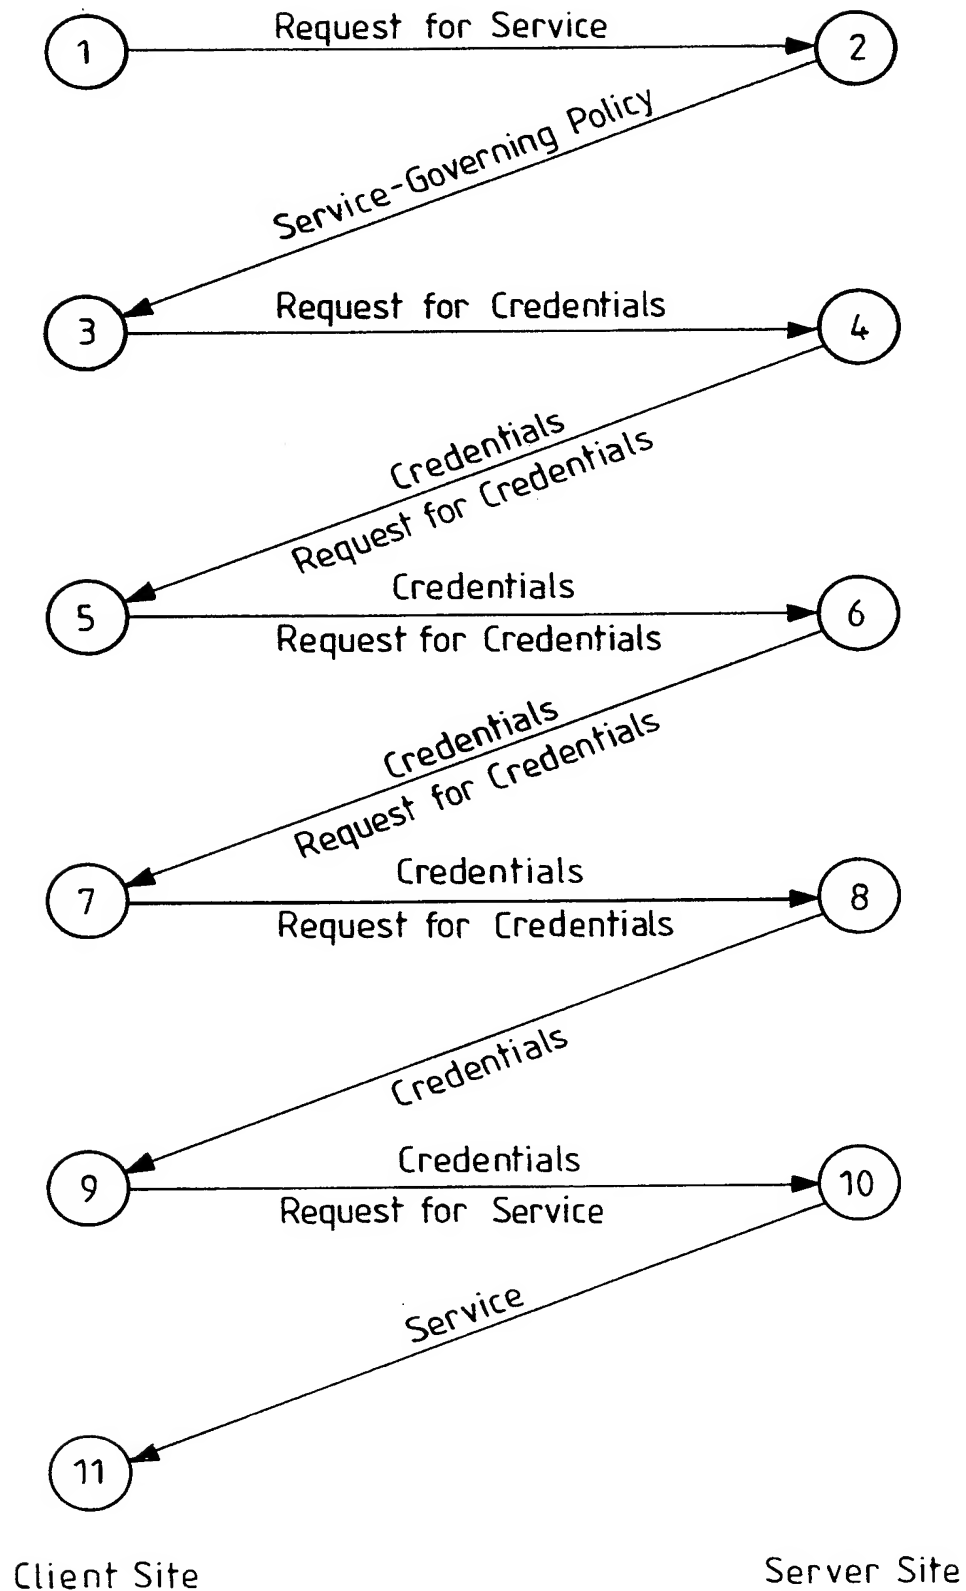 1
Request for Service
2
Service-Governing Policy
3
Request for Credentials
4
Credentials
Request for Credentials
5
Credentials
Request for Credentials
6
Credentials
Request for Credentials
7
Credentials
Request for Credentials
8
Credentials
9
Credentials
Request for Service
10
Service
11
Client Site
Server Site